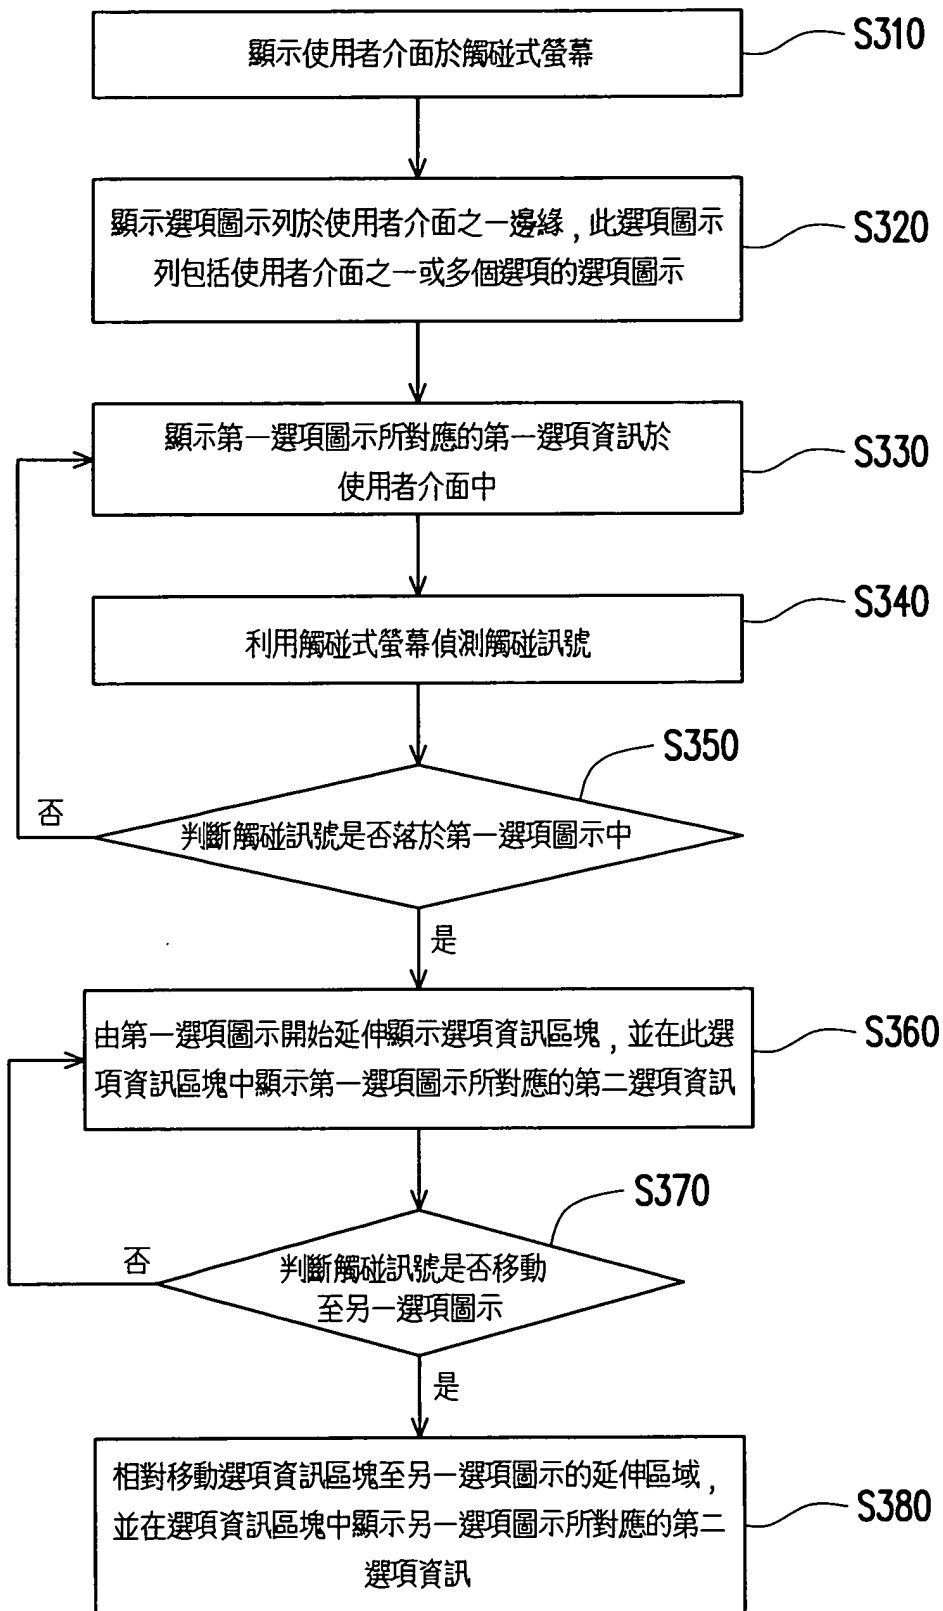 顯示使用者介面於觸碰式螢幕
S310
顯示選項圖示列於使用者介面之一邊緣，此選項圖示
列包括使用者介面之一或多個選項的選項圖示
S320
顯示第一選項圖示所對應的第一選項資訊於
使用者介面中
S330
利用觸碰式螢幕偵測觸碰訊號
S340
S350
判斷觸碰訊號是否落於第一選項圖示中
否
是
由第一選項圖示開始延伸顯示選項資訊區塊，並在此選
項資訊區塊中顯示第一選項圖示所對應的第二選項資訊
S360
S370
判斷觸碰訊號是否移動
至另一選項圖示
否
是
相對移動選項資訊區塊至另一選項圖示的延伸區域，
並在選項資訊區塊中顯示另一選項圖示所對應的第二
選項資訊
S380